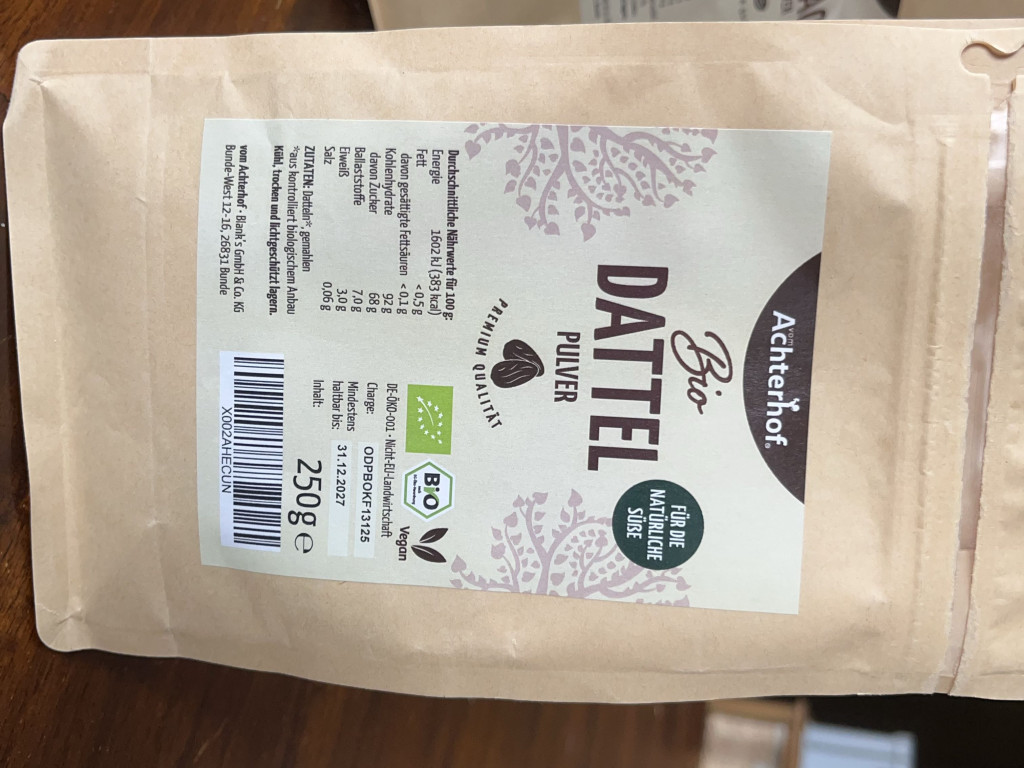 vom
Achterhof®
Bio
DATTEL
PULVER
FÜR DIE
NATÜRLICHE
SÜẞE
PREMIUM QUALITÄT
Durchschnittliche Nährwerte für 100 g:
Energie 1602 kJ (383 kcal)
Fett < 0,5 g
davon gesättigte Fettsäuren < 0,1 g
Kohlenhydrate 92 g
davon Zucker 68 g
Ballaststoffe 7,0 g
Eiweiß 3,0 g
Salz 0,06 g
ZUTATEN: Datteln*, gemahlen
*aus kontrolliert biologischem Anbau
Kühl, trocken und lichtgeschützt lagern.
vom Achterhof · Blank's GmbH & Co. KG
Bunde-West 12-16, 26831 Bunde
Bio
Vegan
DE-ÖKO-001 · Nicht-EU-Landwirtschaft
Charge: ODPBOKF13125
Mindestens
haltbar bis: 31.12.2027
Inhalt: 250g ℮
X002AHECUN